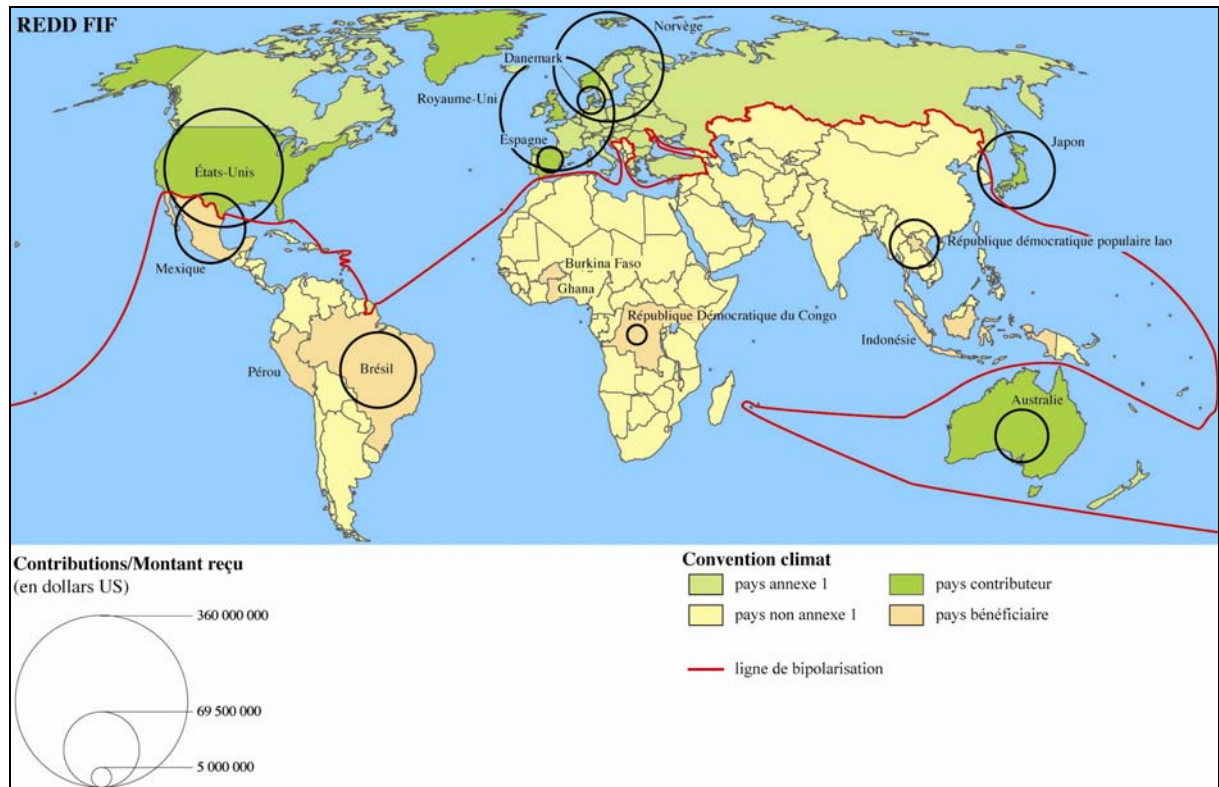 REDD FIF
Norvège
Danemark
Royaume-Uni
Espagne
Japon
États-Unis
République démocratique populaire lao
Mexique
Burkina Faso
Ghana
République Démocratique du Congo
Indonésie
Pérou
Brésil
Australie
Contributions/Montant reçu
(en dollars US)
360 000 000
69 500 000
5 000 000
Convention climat
pays annexe 1
pays contributeur
pays non annexe 1
pays bénéficiaire
ligne de bipolarisation